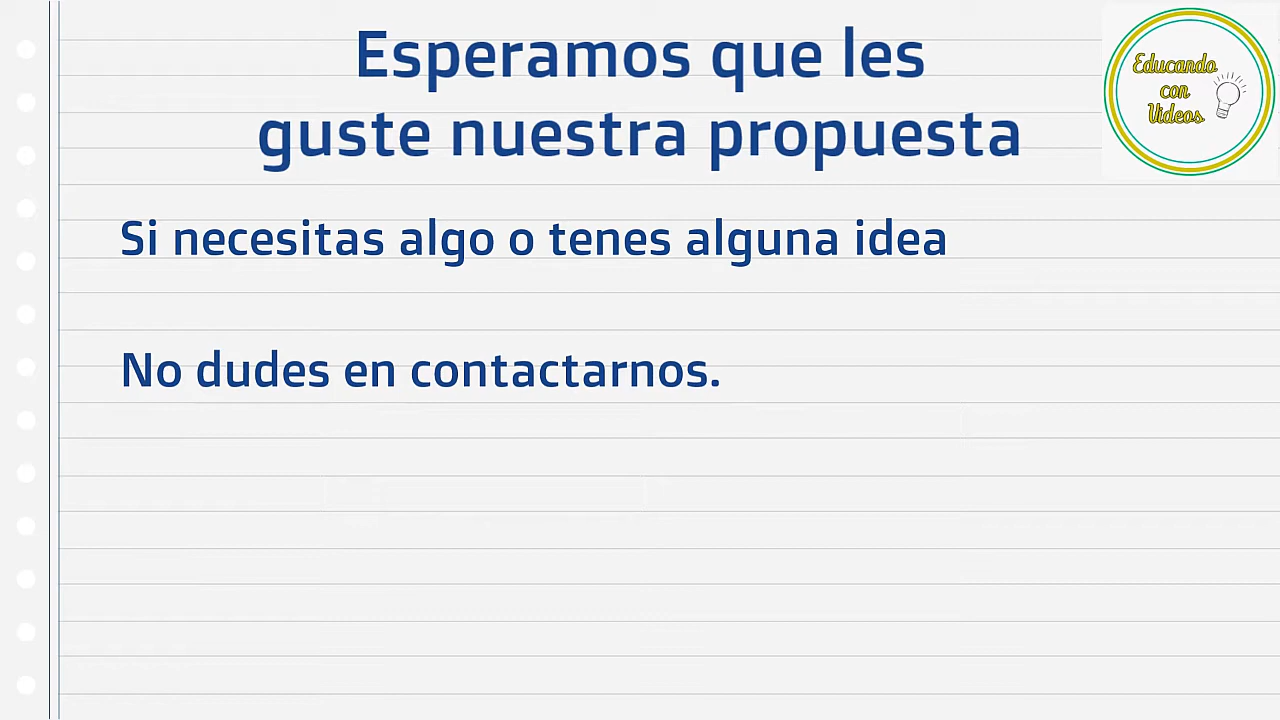 Esperamos que les
guste nuestra propuesta
Educando
con
Videos
Si necesitas algo o tenes alguna idea
No dudes en contactarnos.